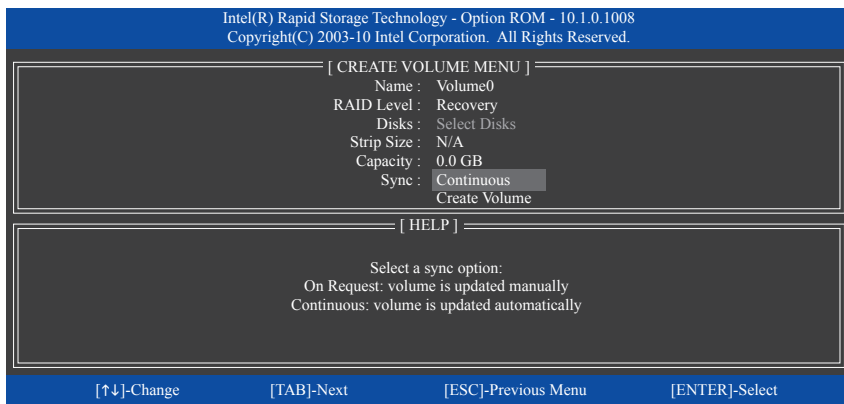 Intel(R) Rapid Storage Technology - Option ROM - 10.1.0.1008
Copyright(C) 2003-10 Intel Corporation.  All Rights Reserved.
[ CREATE VOLUME MENU ]
Name : Volume0
RAID Level : Recovery
Disks : Select Disks
Strip Size : N/A
Capacity : 0.0 GB
Sync : Continuous
Create Volume
[ HELP ]
Select a sync option:
On Request: volume is updated manually
Continuous: volume is updated automatically
[↑↓]-Change [TAB]-Next [ESC]-Previous Menu [ENTER]-Select